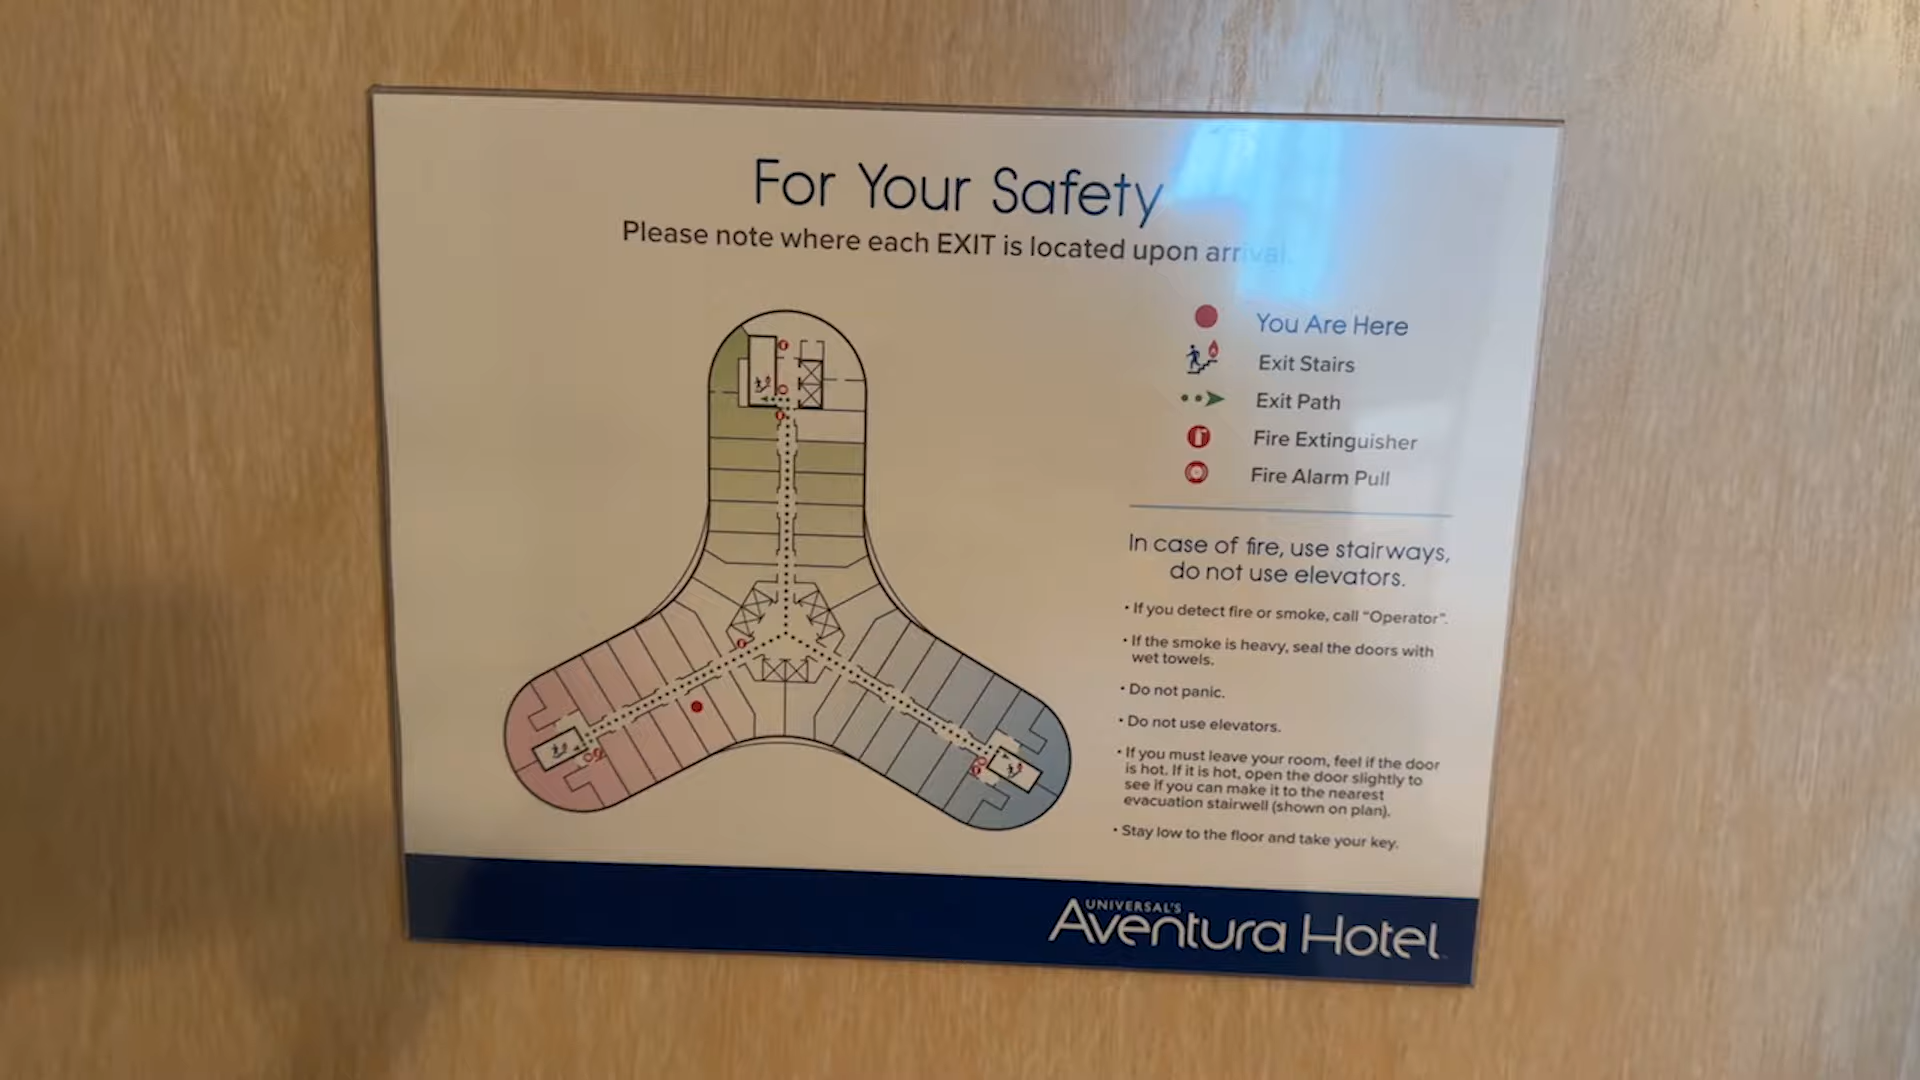 For Your Safety
Please note where each EXIT is located upon arrival.
You Are Here
Exit Stairs
Exit Path
Fire Extinguisher
Fire Alarm Pull
In case of fire, use stairways,
do not use elevators.
• If you detect fire or smoke, call "Operator".
• If the smoke is heavy, seal the doors with
wet towels.
• Do not panic.
• Do not use elevators.
• If you must leave your room, feel if the door
is hot. If it is hot, open the door slightly to
see if you can make it to the nearest
evacuation stairwell (shown on plan).
• Stay low to the floor and take your key.
UNIVERSAL'S
Aventura Hotel